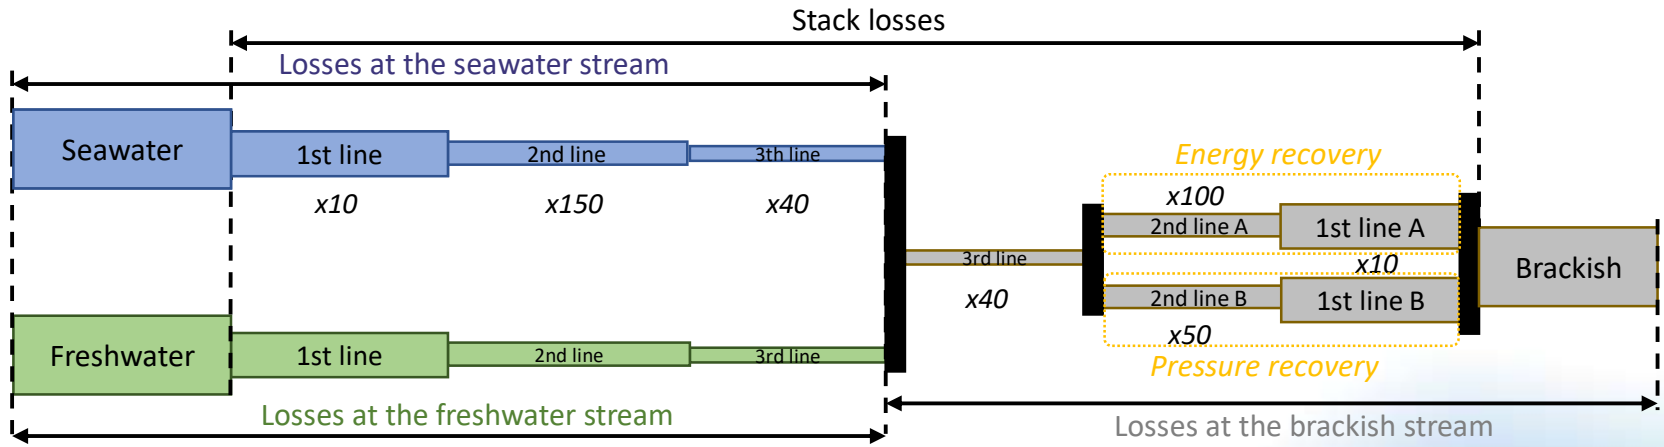 Stack losses
Losses at the seawater stream
Seawater
1st line
2nd line
3th line
x10
x150
x40
Energy recovery
x100
2nd line A
1st line A
3rd line
x10
Brackish
x40
2nd line B
1st line B
x50
Pressure recovery
Freshwater
1st line
2nd line
3rd line
Losses at the freshwater stream
Losses at the brackish stream